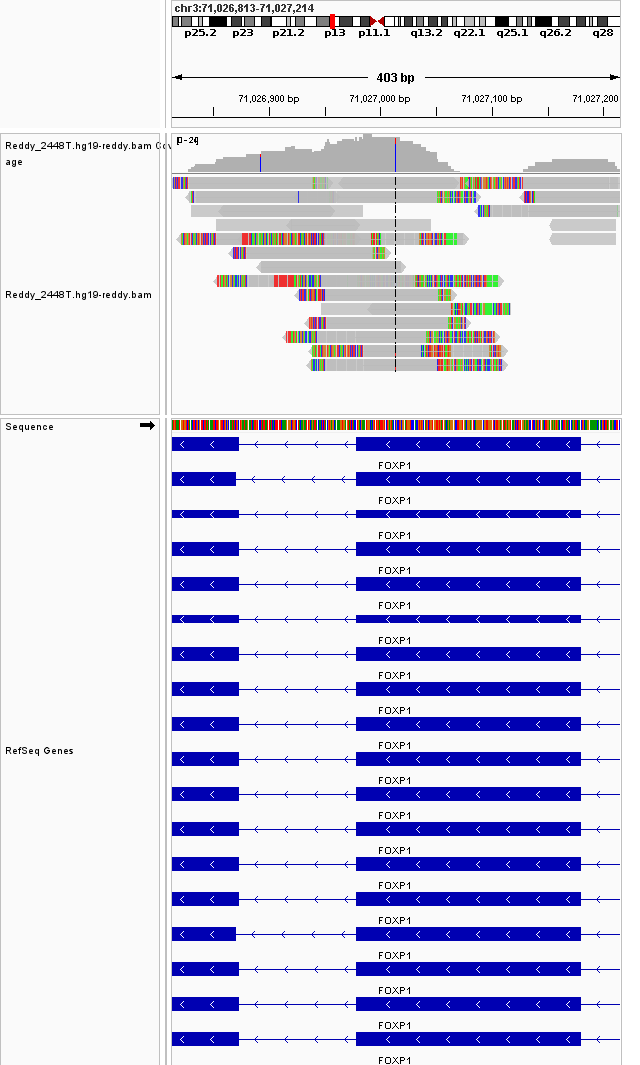 chr3:71,026,813-71,027,214
p25.2 p23 p21.2 p13 p11.1 q13.2 q22.1 q25.1 q26.2 q28
403 bp
71,026,900 bp 71,027,000 bp 71,027,100 bp 71,027,200
Reddy_2448T.hg19-reddy.bam Cov
age
Reddy_2448T.hg19-reddy.bam
Sequence
FOXP1
FOXP1
FOXP1
FOXP1
FOXP1
FOXP1
FOXP1
FOXP1
FOXP1
RefSeq Genes
FOXP1
FOXP1
FOXP1
FOXP1
FOXP1
FOXP1
FOXP1
FOXP1
FOXP1